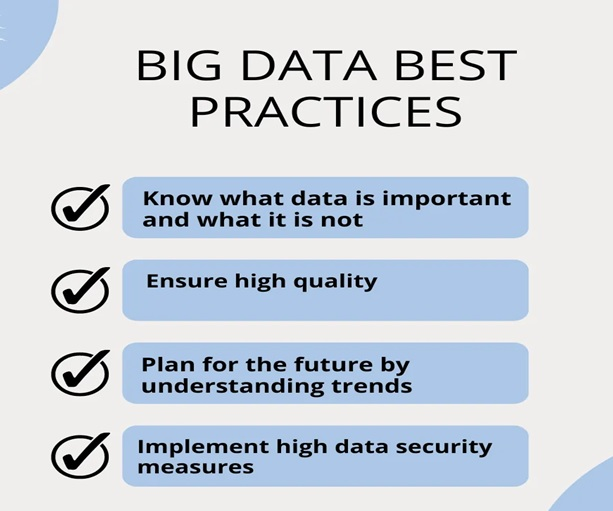 BIG DATA BEST
PRACTICES
Know what data is important
and what it is not
Ensure high quality
Plan for the future by
understanding trends
Implement high data security
measures